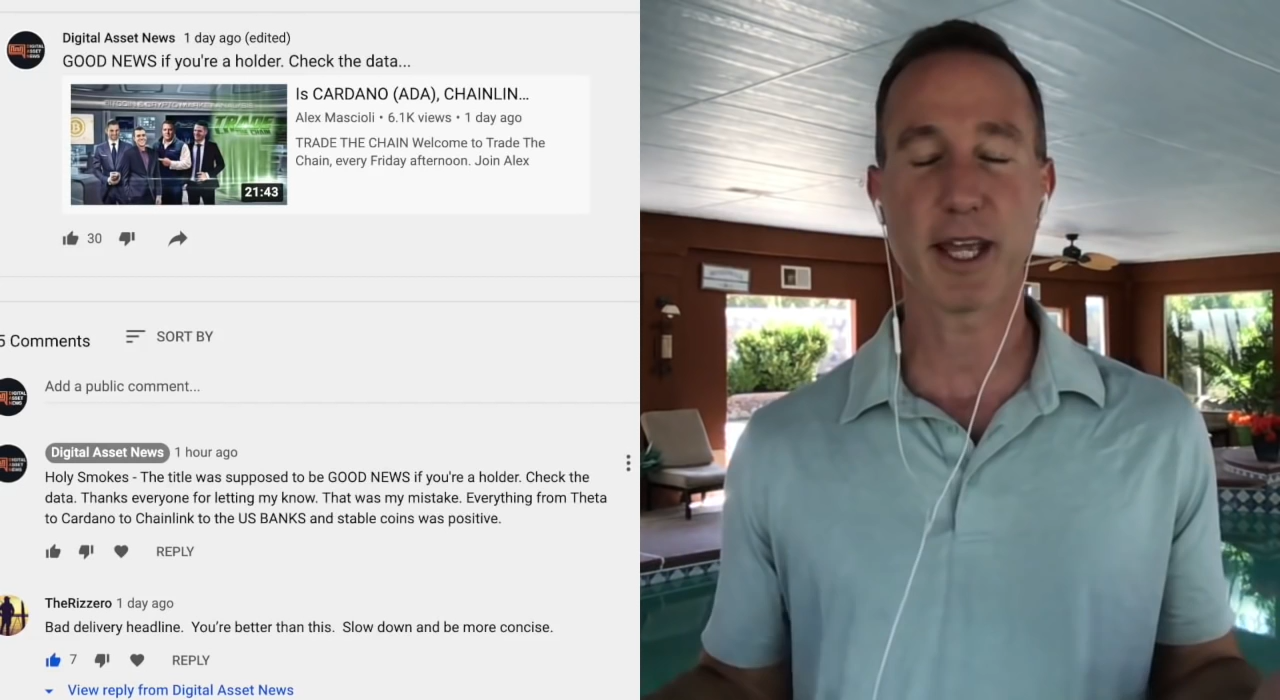 Digital Asset News 1 day ago (edited)
GOOD NEWS if you're a holder. Check the data...
Is CARDANO (ADA), CHAINLIN...
Alex Mascioli • 6.1K views • 1 day ago
TRADE THE CHAIN Welcome to Trade The
Chain, every Friday afternoon. Join Alex
21:43
30
5 Comments
SORT BY
Add a public comment...
Digital Asset News 1 hour ago
Holy Smokes - The title was supposed to be GOOD NEWS if you're a holder. Check the
data. Thanks everyone for letting my know. That was my mistake. Everything from Theta
to Cardano to Chainlink to the US BANKS and stable coins was positive.
REPLY
TheRizzero 1 day ago
Bad delivery headline. You're better than this. Slow down and be more concise.
7
REPLY
View reply from Digital Asset News